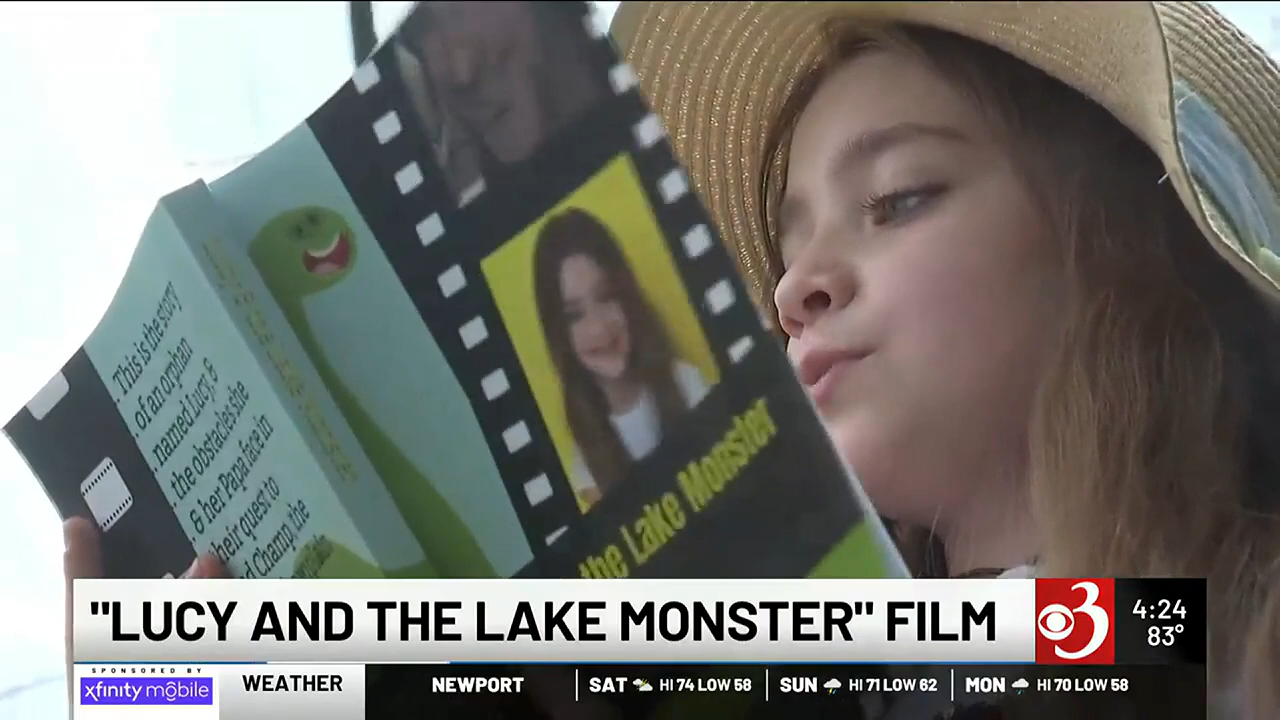 This is the story
of an orphan
named Lucy, &
the obstacles she
& her Papa face in
their quest to
Champ, the
the Lake Monster
"LUCY AND THE LAKE MONSTER" FILM
3
4:24
83°
SPONSORED BY
xfinity mobile
WEATHER
NEWPORT
SAT HI 74 LOW 58
SUN HI 71 LOW 62
MON HI 70 LOW 58